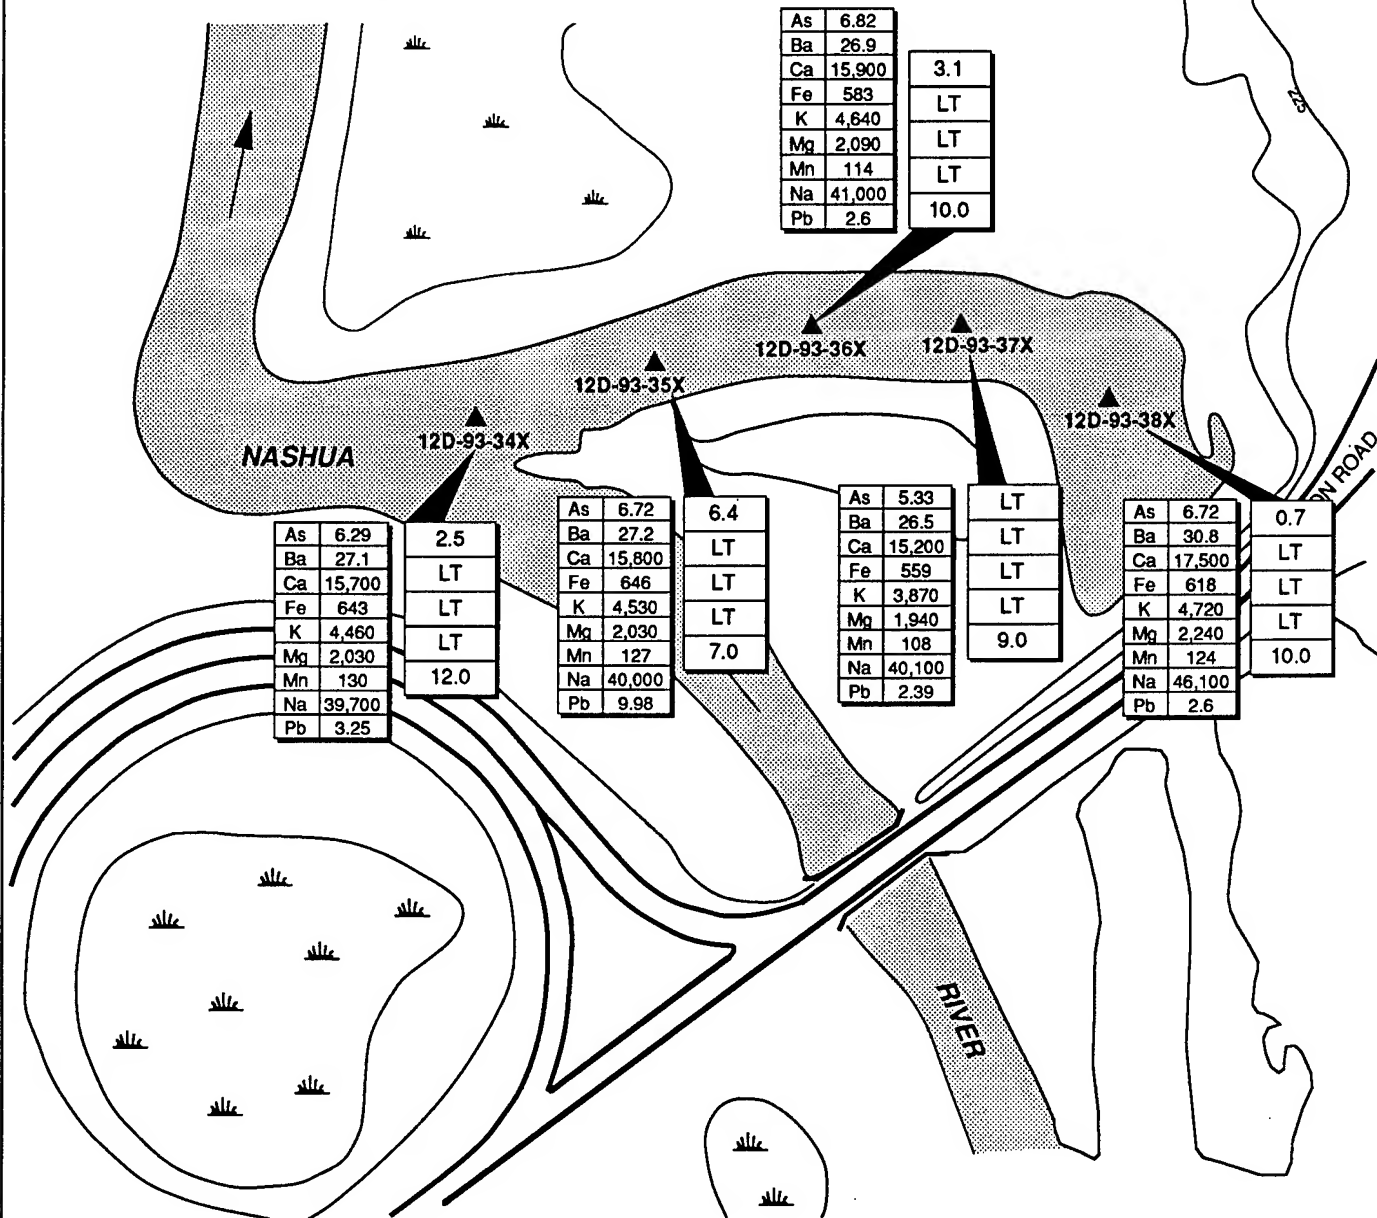 As 6.82
Ba 26.9
Ca 15,900
Fe 583
K 4,640
Mg 2,090
Mn 114
Na 41,000
Pb 2.6
3.1
LT
LT
LT
10.0
225
12D-93-36X
12D-93-37X
12D-93-35X
12D-93-38X
12D-93-34X
NASHUA
ON ROAD
As 6.29
Ba 27.1
Ca 15,700
Fe 643
K 4,460
Mg 2,030
Mn 130
Na 39,700
Pb 3.25
2.5
LT
LT
LT
12.0
As 6.72
Ba 27.2
Ca 15,800
Fe 646
K 4,530
Mg 2,030
Mn 127
Na 40,000
Pb 9.98
6.4
LT
LT
LT
7.0
As 5.33
Ba 26.5
Ca 15,200
Fe 559
K 3,870
Mg 1,940
Mn 108
Na 40,100
Pb 2.39
LT
LT
LT
LT
9.0
As 6.72
Ba 30.8
Ca 17,500
Fe 618
K 4,720
Mg 2,240
Mn 124
Na 46,100
Pb 2.6
0.7
LT
LT
LT
10.0
RIVER